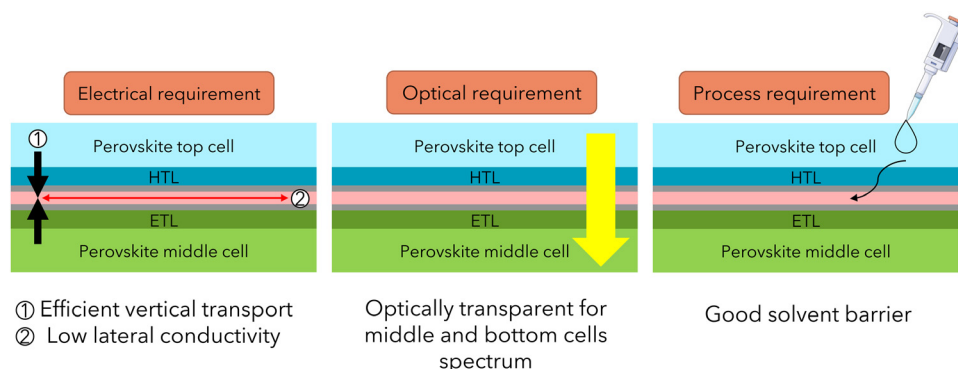 Electrical requirement
Optical requirement
Process requirement
①
Perovskite top cell
HTL
②
ETL
Perovskite middle cell
Perovskite top cell
HTL
ETL
Perovskite middle cell
Perovskite top cell
HTL
ETL
Perovskite middle cell
① Efficient vertical transport
② Low lateral conductivity
Optically transparent for
middle and bottom cells
spectrum
Good solvent barrier